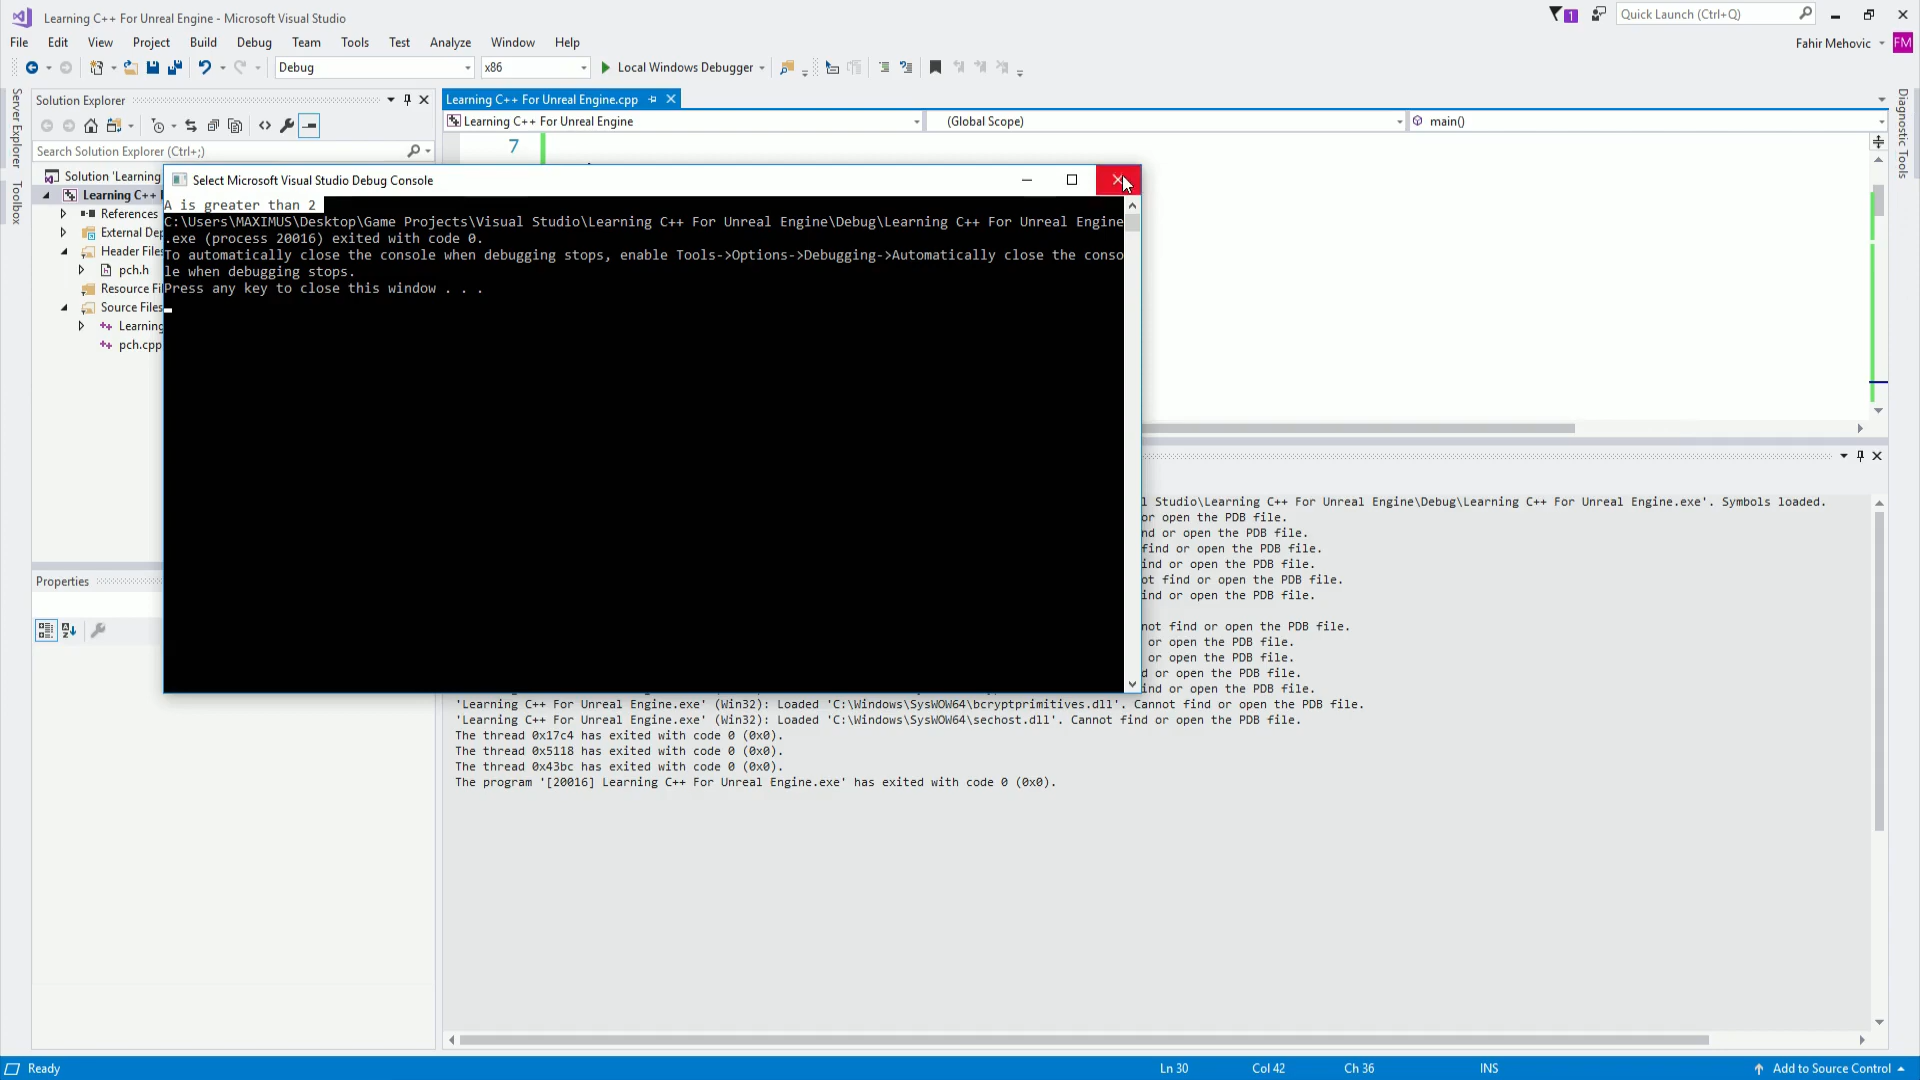 Learning C++ For Unreal Engine - Microsoft Visual Studio
1
Quick Launch (Ctrl+Q)
File Edit View Project Build Debug Team Tools Test Analyze Window Help
Fahir Mehovic
FM
Debug
x86
Local Windows Debugger
Server Explorer
Toolbox
Solution Explorer
Search Solution Explorer (Ctrl+;)
Solution 'Learning
Learning C++
References
External Dep
Header Files
pch.h
Resource Fi
Source Files
Learning
pch.cpp
Properties
Learning C++ For Unreal Engine.cpp
Learning C++ For Unreal Engine
(Global Scope)
main()
7
Diagnostic Tools
Select Microsoft Visual Studio Debug Console
A is greater than 2
C:\Users\MAXIMUS\Desktop\Game Projects\Visual Studio\Learning C++ For Unreal Engine\Debug\Learning C++ For Unreal Engine
.exe (process 20016) exited with code 0.
To automatically close the console when debugging stops, enable Tools->Options->Debugging->Automatically close the conso
le when debugging stops.
Press any key to close this window . . .
l Studio\Learning C++ For Unreal Engine\Debug\Learning C++ For Unreal Engine.exe'. Symbols loaded.
or open the PDB file.
nd or open the PDB file.
find or open the PDB file.
ind or open the PDB file.
ot find or open the PDB file.
ind or open the PDB file.
not find or open the PDB file.
or open the PDB file.
or open the PDB file.
d or open the PDB file.
ind or open the PDB file.
'Learning C++ For Unreal Engine.exe' (Win32): Loaded 'C:\Windows\SysWOW64\bcryptprimitives.dll'. Cannot find or open the PDB file.
'Learning C++ For Unreal Engine.exe' (Win32): Loaded 'C:\Windows\SysWOW64\sechost.dll'. Cannot find or open the PDB file.
The thread 0x17c4 has exited with code 0 (0x0).
The thread 0x5118 has exited with code 0 (0x0).
The thread 0x43bc has exited with code 0 (0x0).
The program '[20016] Learning C++ For Unreal Engine.exe' has exited with code 0 (0x0).
Ready
Ln 30
Col 42
Ch 36
INS
Add to Source Control